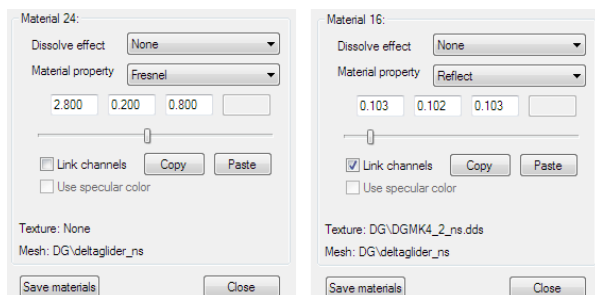 Material 24:
Dissolve effect None
Material property Fresnel
2.800 0.200 0.800
Link channels Copy Paste
Use specular color
Texture: None
Mesh: DG\deltaglider_ns
Save materials Close
Material 16:
Dissolve effect None
Material property Reflect
0.103 0.102 0.103
Link channels Copy Paste
Use specular color
Texture: DG\DGMK4_2_ns.dds
Mesh: DG\deltaglider_ns
Save materials Close